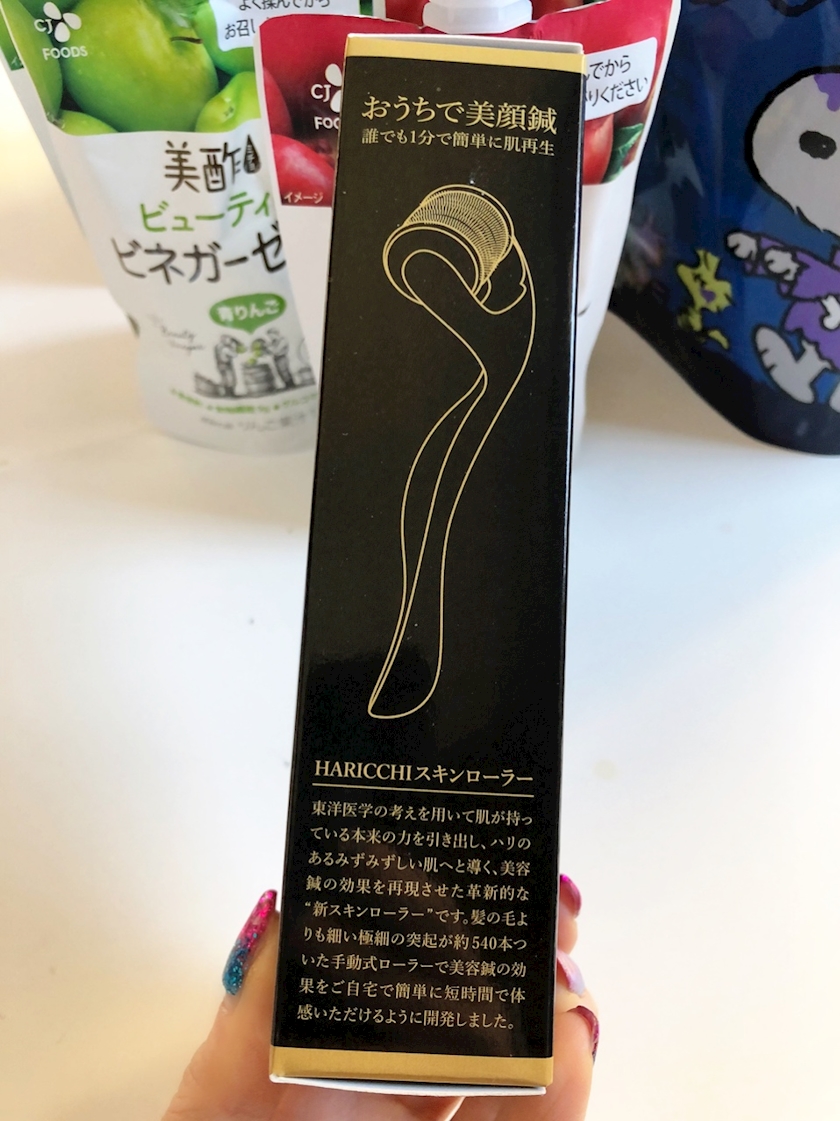 おうちで美顔鍼
誰でも1分で簡単に肌再生
HARICCHIスキンローラー
東洋医学の考えを用いて肌が持っ
ている本来の力を引き出し、ハリの
あるみずみずしい肌へと導く、美容
鍼の効果を再現させた革新的な
“新スキンローラー”です。髪の毛よ
りも細い極細の突起が約540本つ
いた手動式ローラーで美容鍼の効
果をご自宅で簡単に短時間で体
感いただけるように開発しました。
CJ
FOODS
よく揉んでから
お召し
美酢
ビューティ
ビネガーゼ
青りんご
CJ
FOO
イメージ
でから
りください